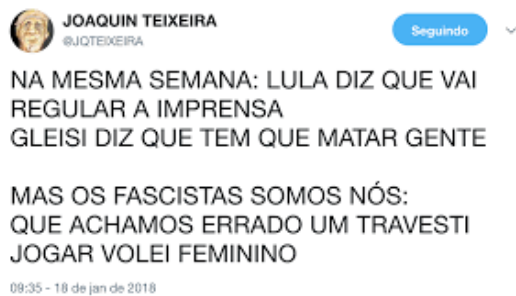 JOAQUIN TEIXEIRA
@JQTEIXEIRA
Seguindo
NA MESMA SEMANA: LULA DIZ QUE VAI
REGULAR A IMPRENSA
GLEISI DIZ QUE TEM QUE MATAR GENTE
MAS OS FASCISTAS SOMOS NÓS:
QUE ACHAMOS ERRADO UM TRAVESTI
JOGAR VOLEI FEMININO
09:35 - 18 de jan de 2018